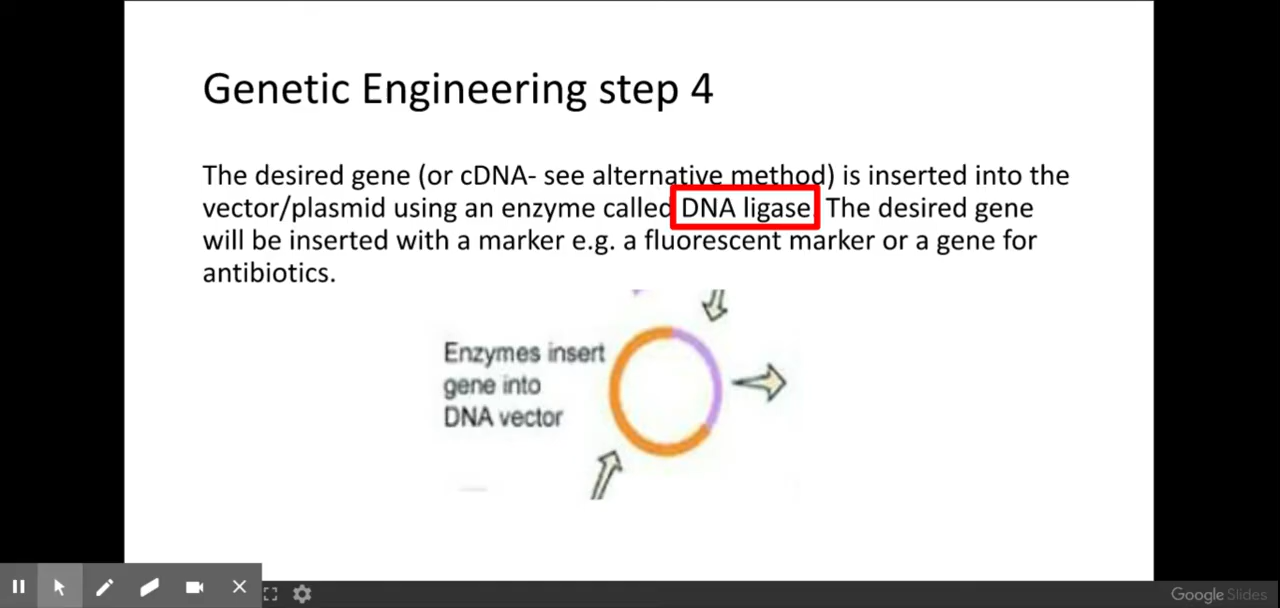 Genetic Engineering step 4
The desired gene (or cDNA- see alternative method) is inserted into the
vector/plasmid using an enzyme called DNA ligase. The desired gene
will be inserted with a marker e.g. a fluorescent marker or a gene for
antibiotics.
Enzymes insert
gene into
DNA vector
Google Slides